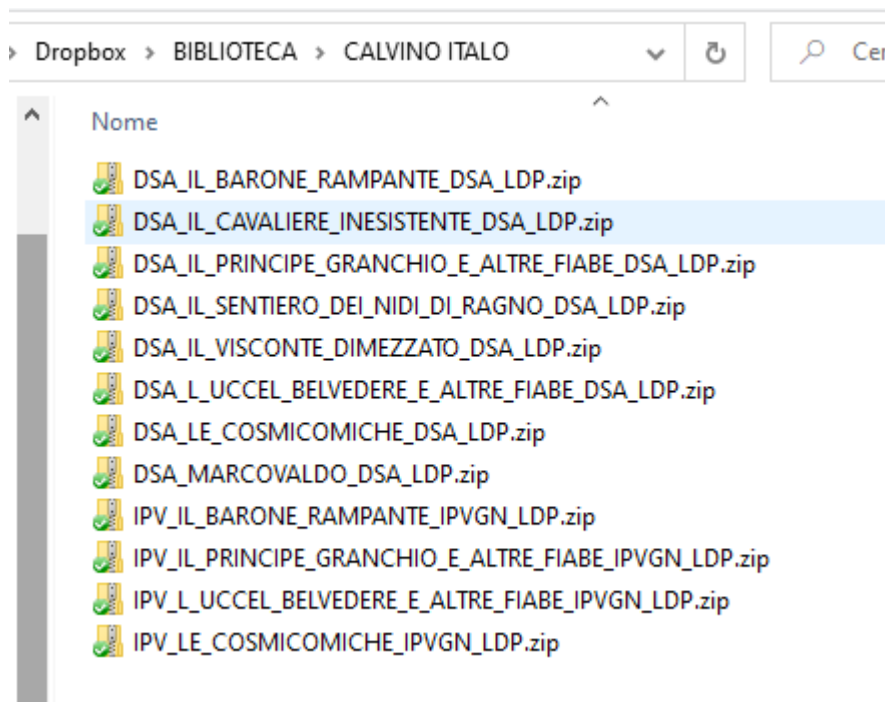 Dropbox > BIBLIOTECA > CALVINO ITALO
Cer
Nome
DSA_IL_BARONE_RAMPANTE_DSA_LDP.zip
DSA_IL_CAVALIERE_INESISTENTE_DSA_LDP.zip
DSA_IL_PRINCIPE_GRANCHIO_E_ALTRE_FIABE_DSA_LDP.zip
DSA_IL_SENTIERO_DEI_NIDI_DI_RAGNO_DSA_LDP.zip
DSA_IL_VISCONTE_DIMEZZATO_DSA_LDP.zip
DSA_L_UCCEL_BELVEDERE_E_ALTRE_FIABE_DSA_LDP.zip
DSA_LE_COSMICOMICHE_DSA_LDP.zip
DSA_MARCOVALDO_DSA_LDP.zip
IPV_IL_BARONE_RAMPANTE_IPVGN_LDP.zip
IPV_IL_PRINCIPE_GRANCHIO_E_ALTRE_FIABE_IPVGN_LDP.zip
IPV_L_UCCEL_BELVEDERE_E_ALTRE_FIABE_IPVGN_LDP.zip
IPV_LE_COSMICOMICHE_IPVGN_LDP.zip